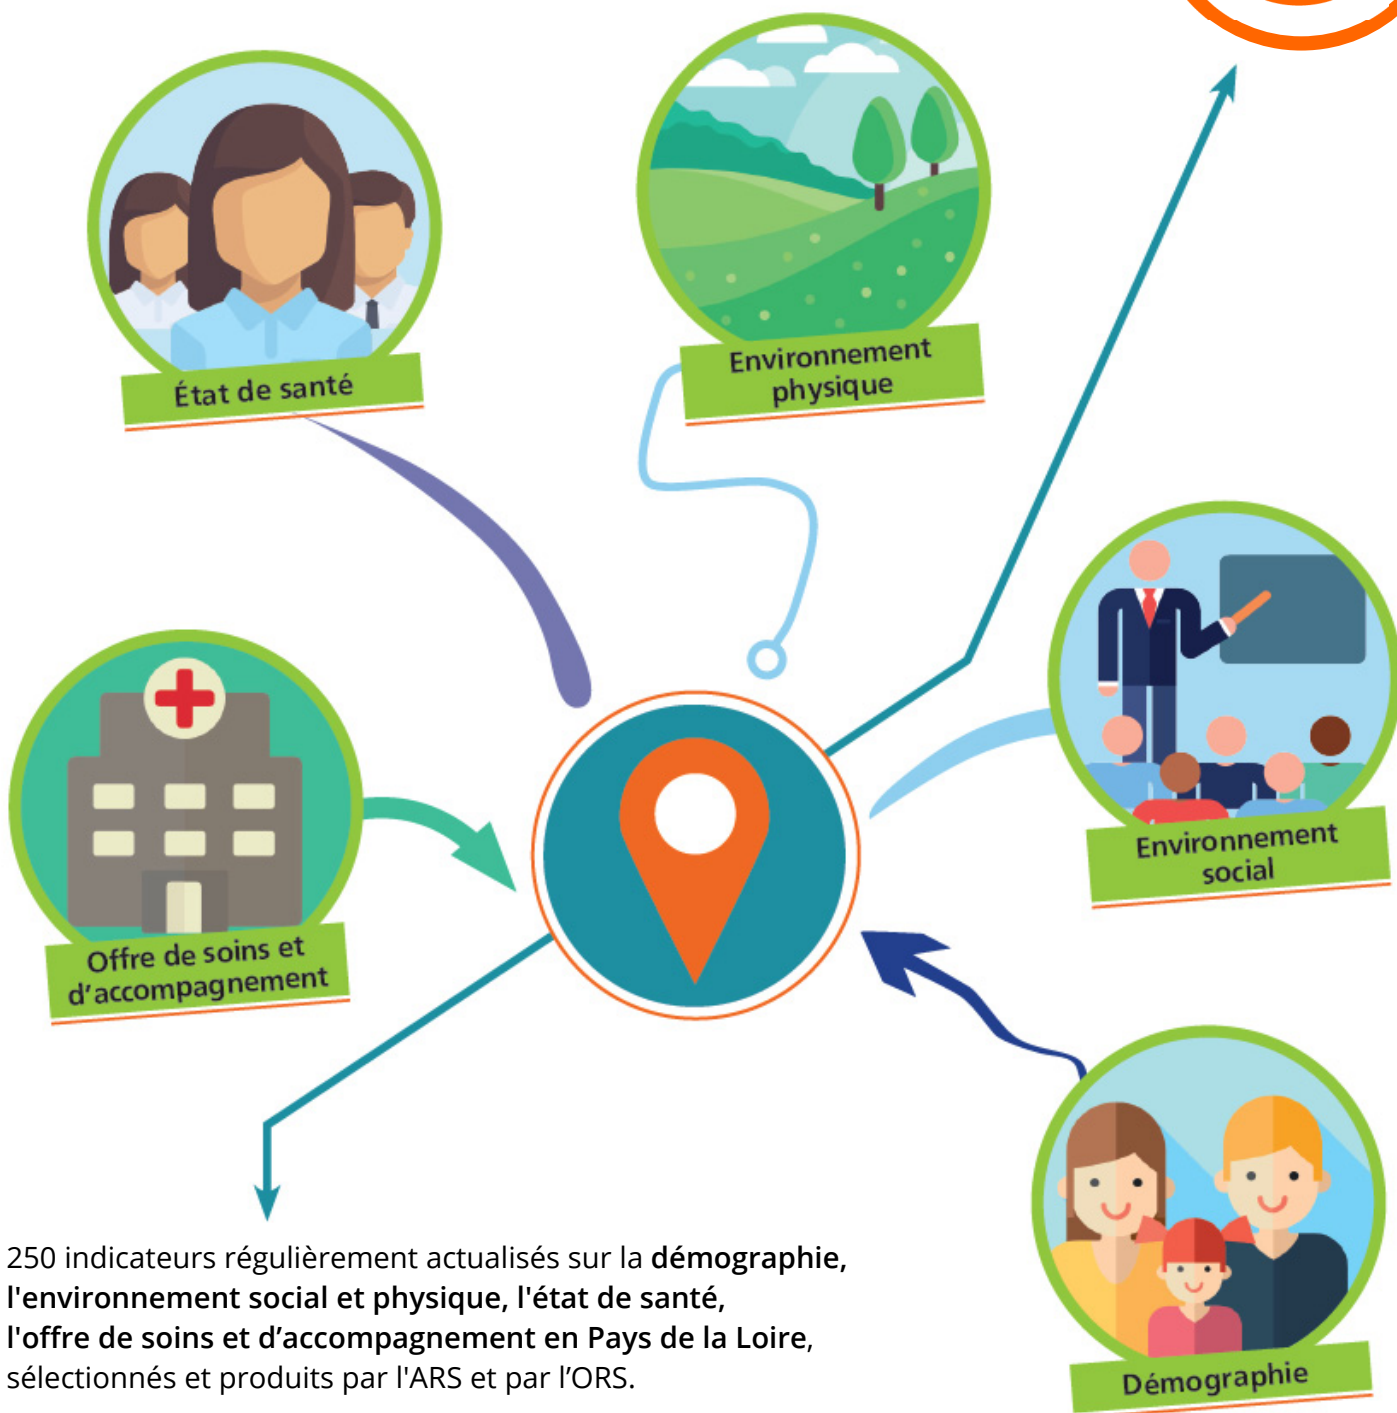 État de santé
Environnement
physique
Environnement
social
Offre de soins et
d’accompagnement
Démographie
250 indicateurs régulièrement actualisés sur la démographie,
l'environnement social et physique, l'état de santé,
l'offre de soins et d’accompagnement en Pays de la Loire,
sélectionnés et produits par l'ARS et par l’ORS.